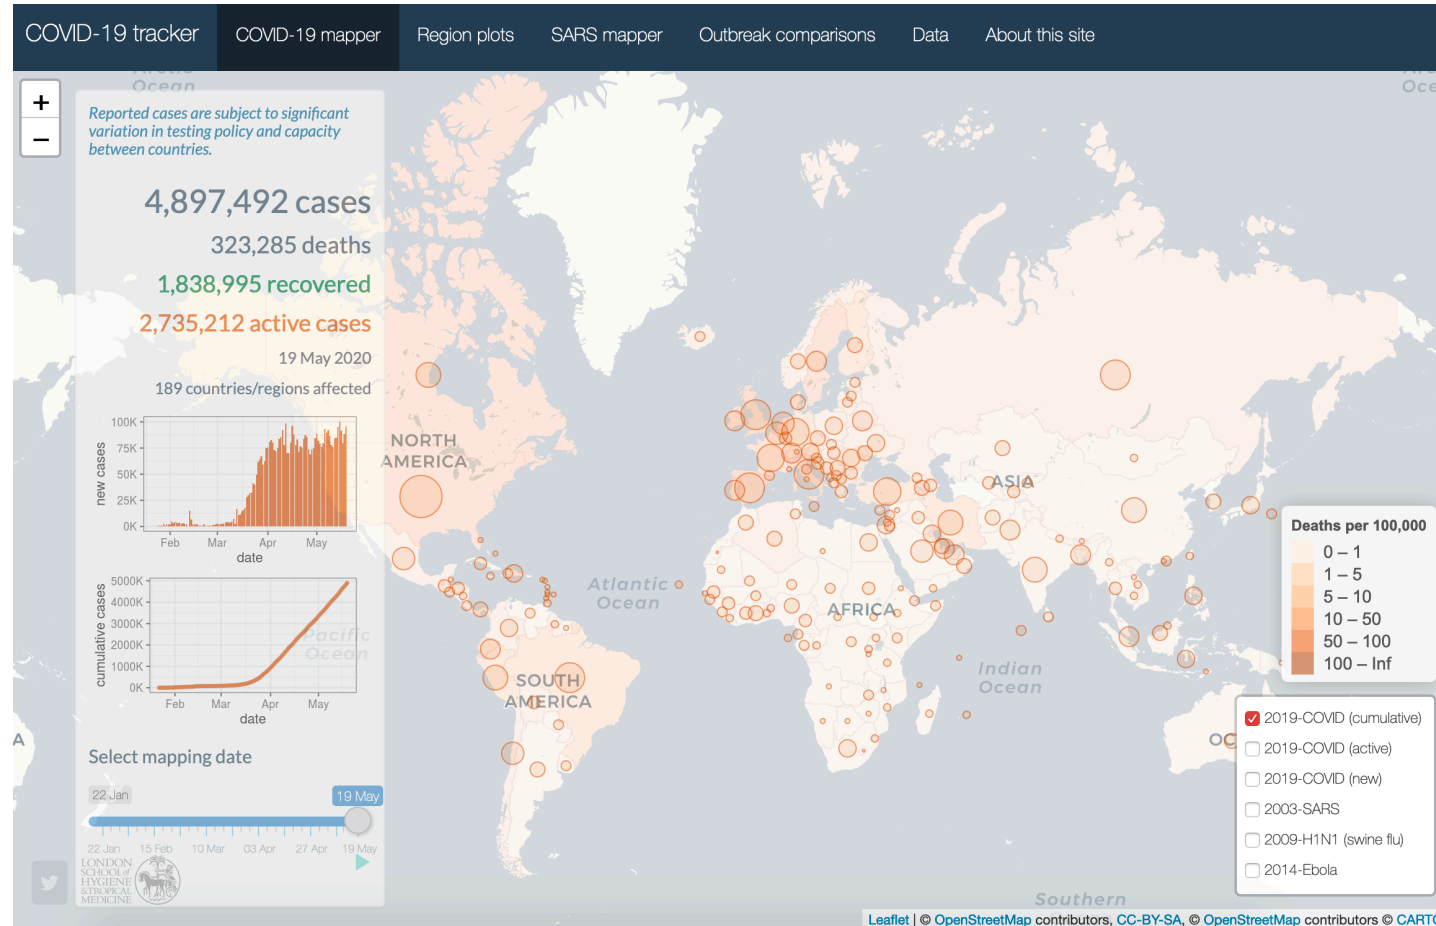 COVID-19 tracker
COVID-19 mapper
Region plots
SARS mapper
Outbreak comparisons
Data
About this site
Arctic
Ocean
+
−
Reported cases are subject to significant
variation in testing policy and capacity
between countries.
4,897,492 cases
323,285 deaths
1,838,995 recovered
2,735,212 active cases
19 May 2020
189 countries/regions affected
new cases
100K
75K
50K
25K
0K
Feb Mar Apr May
date
cumulative cases
5000K
4000K
3000K
2000K
1000K
0K
Feb Mar Apr May
date
Select mapping date
22 Jan
19 May
22 Jan 15 Feb 10 Mar 03 Apr 27 Apr 19 May
LONDON
SCHOOL of
HYGIENE
&TROPICAL
MEDICINE
NORTH
AMERICA
Atlantic
Ocean
Pacific
Ocean
SOUTH
AMERICA
AFRICA
ASIA
Indian
Ocean
Southern
A
OC
Deaths per 100,000
0 – 1
1 – 5
5 – 10
10 – 50
50 – 100
100 – Inf
2019-COVID (cumulative)
2019-COVID (active)
2019-COVID (new)
2003-SARS
2009-H1N1 (swine flu)
2014-Ebola
Leaflet | © OpenStreetMap contributors, CC-BY-SA, © OpenStreetMap contributors © CARTO